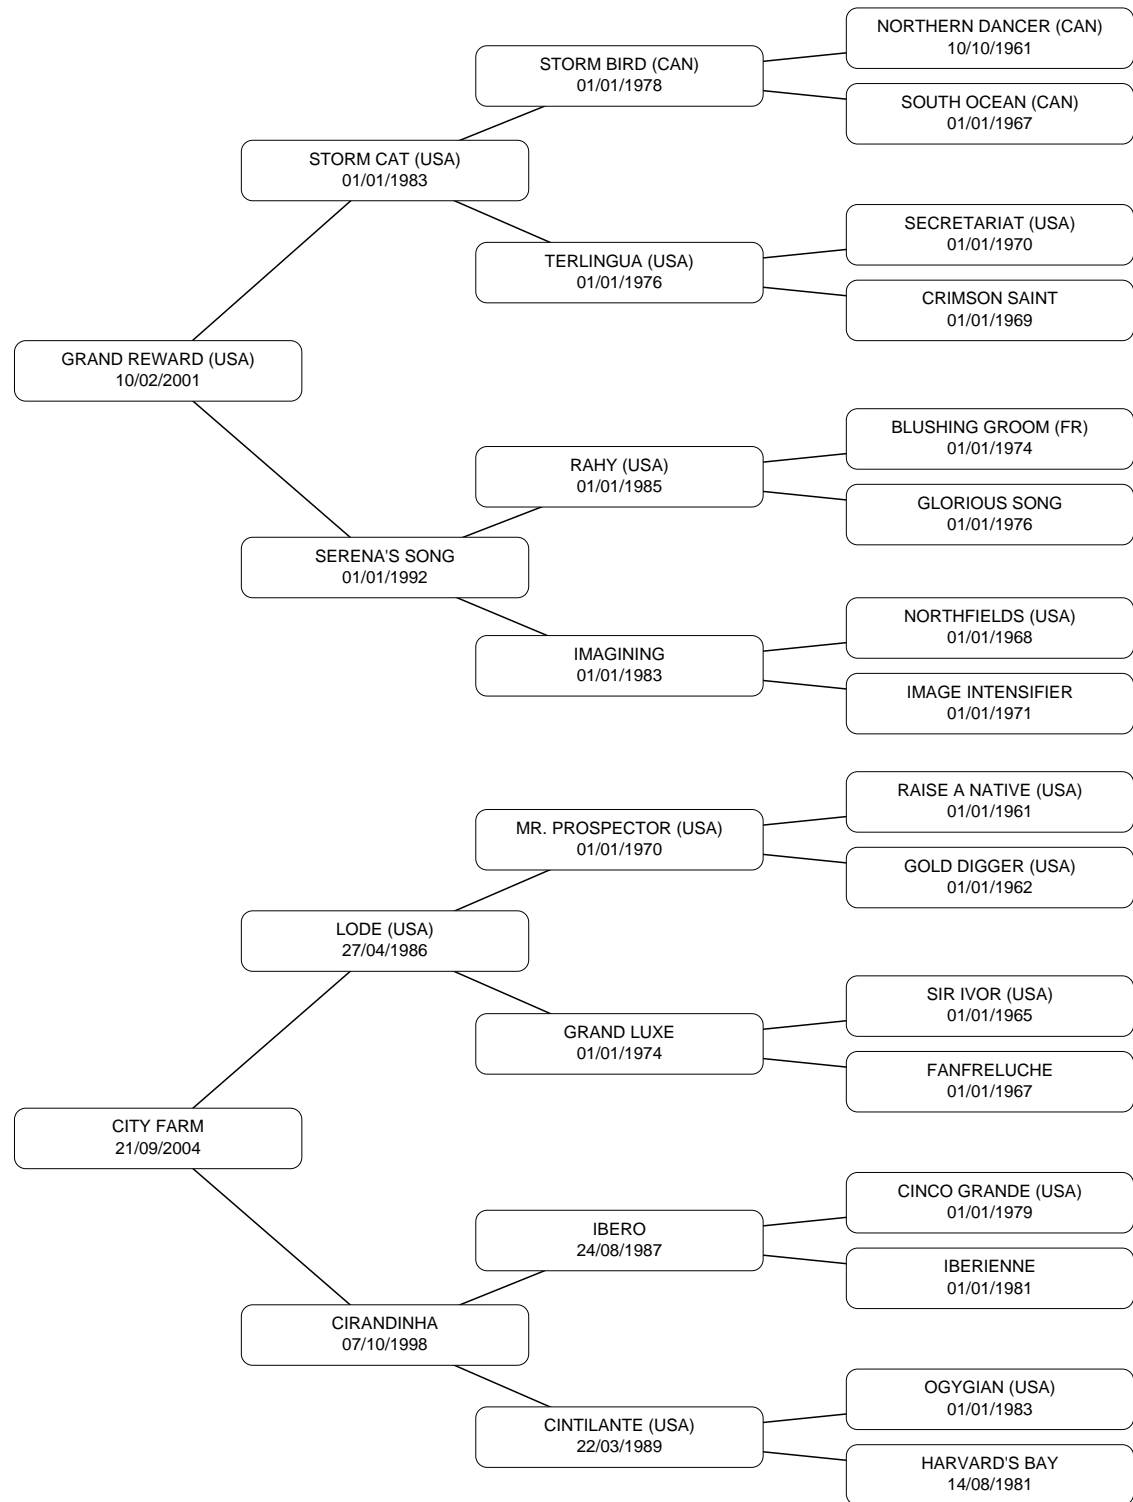 NORTHERN DANCER (CAN)
10/10/1961
STORM BIRD (CAN)
01/01/1978
SOUTH OCEAN (CAN)
01/01/1967
STORM CAT (USA)
01/01/1983
SECRETARIAT (USA)
01/01/1970
TERLINGUA (USA)
01/01/1976
CRIMSON SAINT
01/01/1969
GRAND REWARD (USA)
10/02/2001
BLUSHING GROOM (FR)
01/01/1974
RAHY (USA)
01/01/1985
GLORIOUS SONG
01/01/1976
SERENA'S SONG
01/01/1992
NORTHFIELDS (USA)
01/01/1968
IMAGINING
01/01/1983
IMAGE INTENSIFIER
01/01/1971
RAISE A NATIVE (USA)
01/01/1961
MR. PROSPECTOR (USA)
01/01/1970
GOLD DIGGER (USA)
01/01/1962
LODE (USA)
27/04/1986
SIR IVOR (USA)
01/01/1965
GRAND LUXE
01/01/1974
FANFRELUCHE
01/01/1967
CITY FARM
21/09/2004
CINCO GRANDE (USA)
01/01/1979
IBERO
24/08/1987
IBERIENNE
01/01/1981
CIRANDINHA
07/10/1998
OGYGIAN (USA)
01/01/1983
CINTILANTE (USA)
22/03/1989
HARVARD'S BAY
14/08/1981